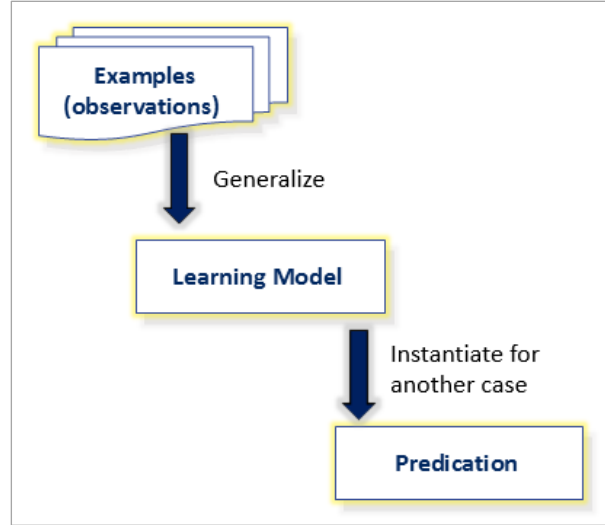 Examples
(observations)
Generalize
Learning Model
Instantiate for
another case
Predication